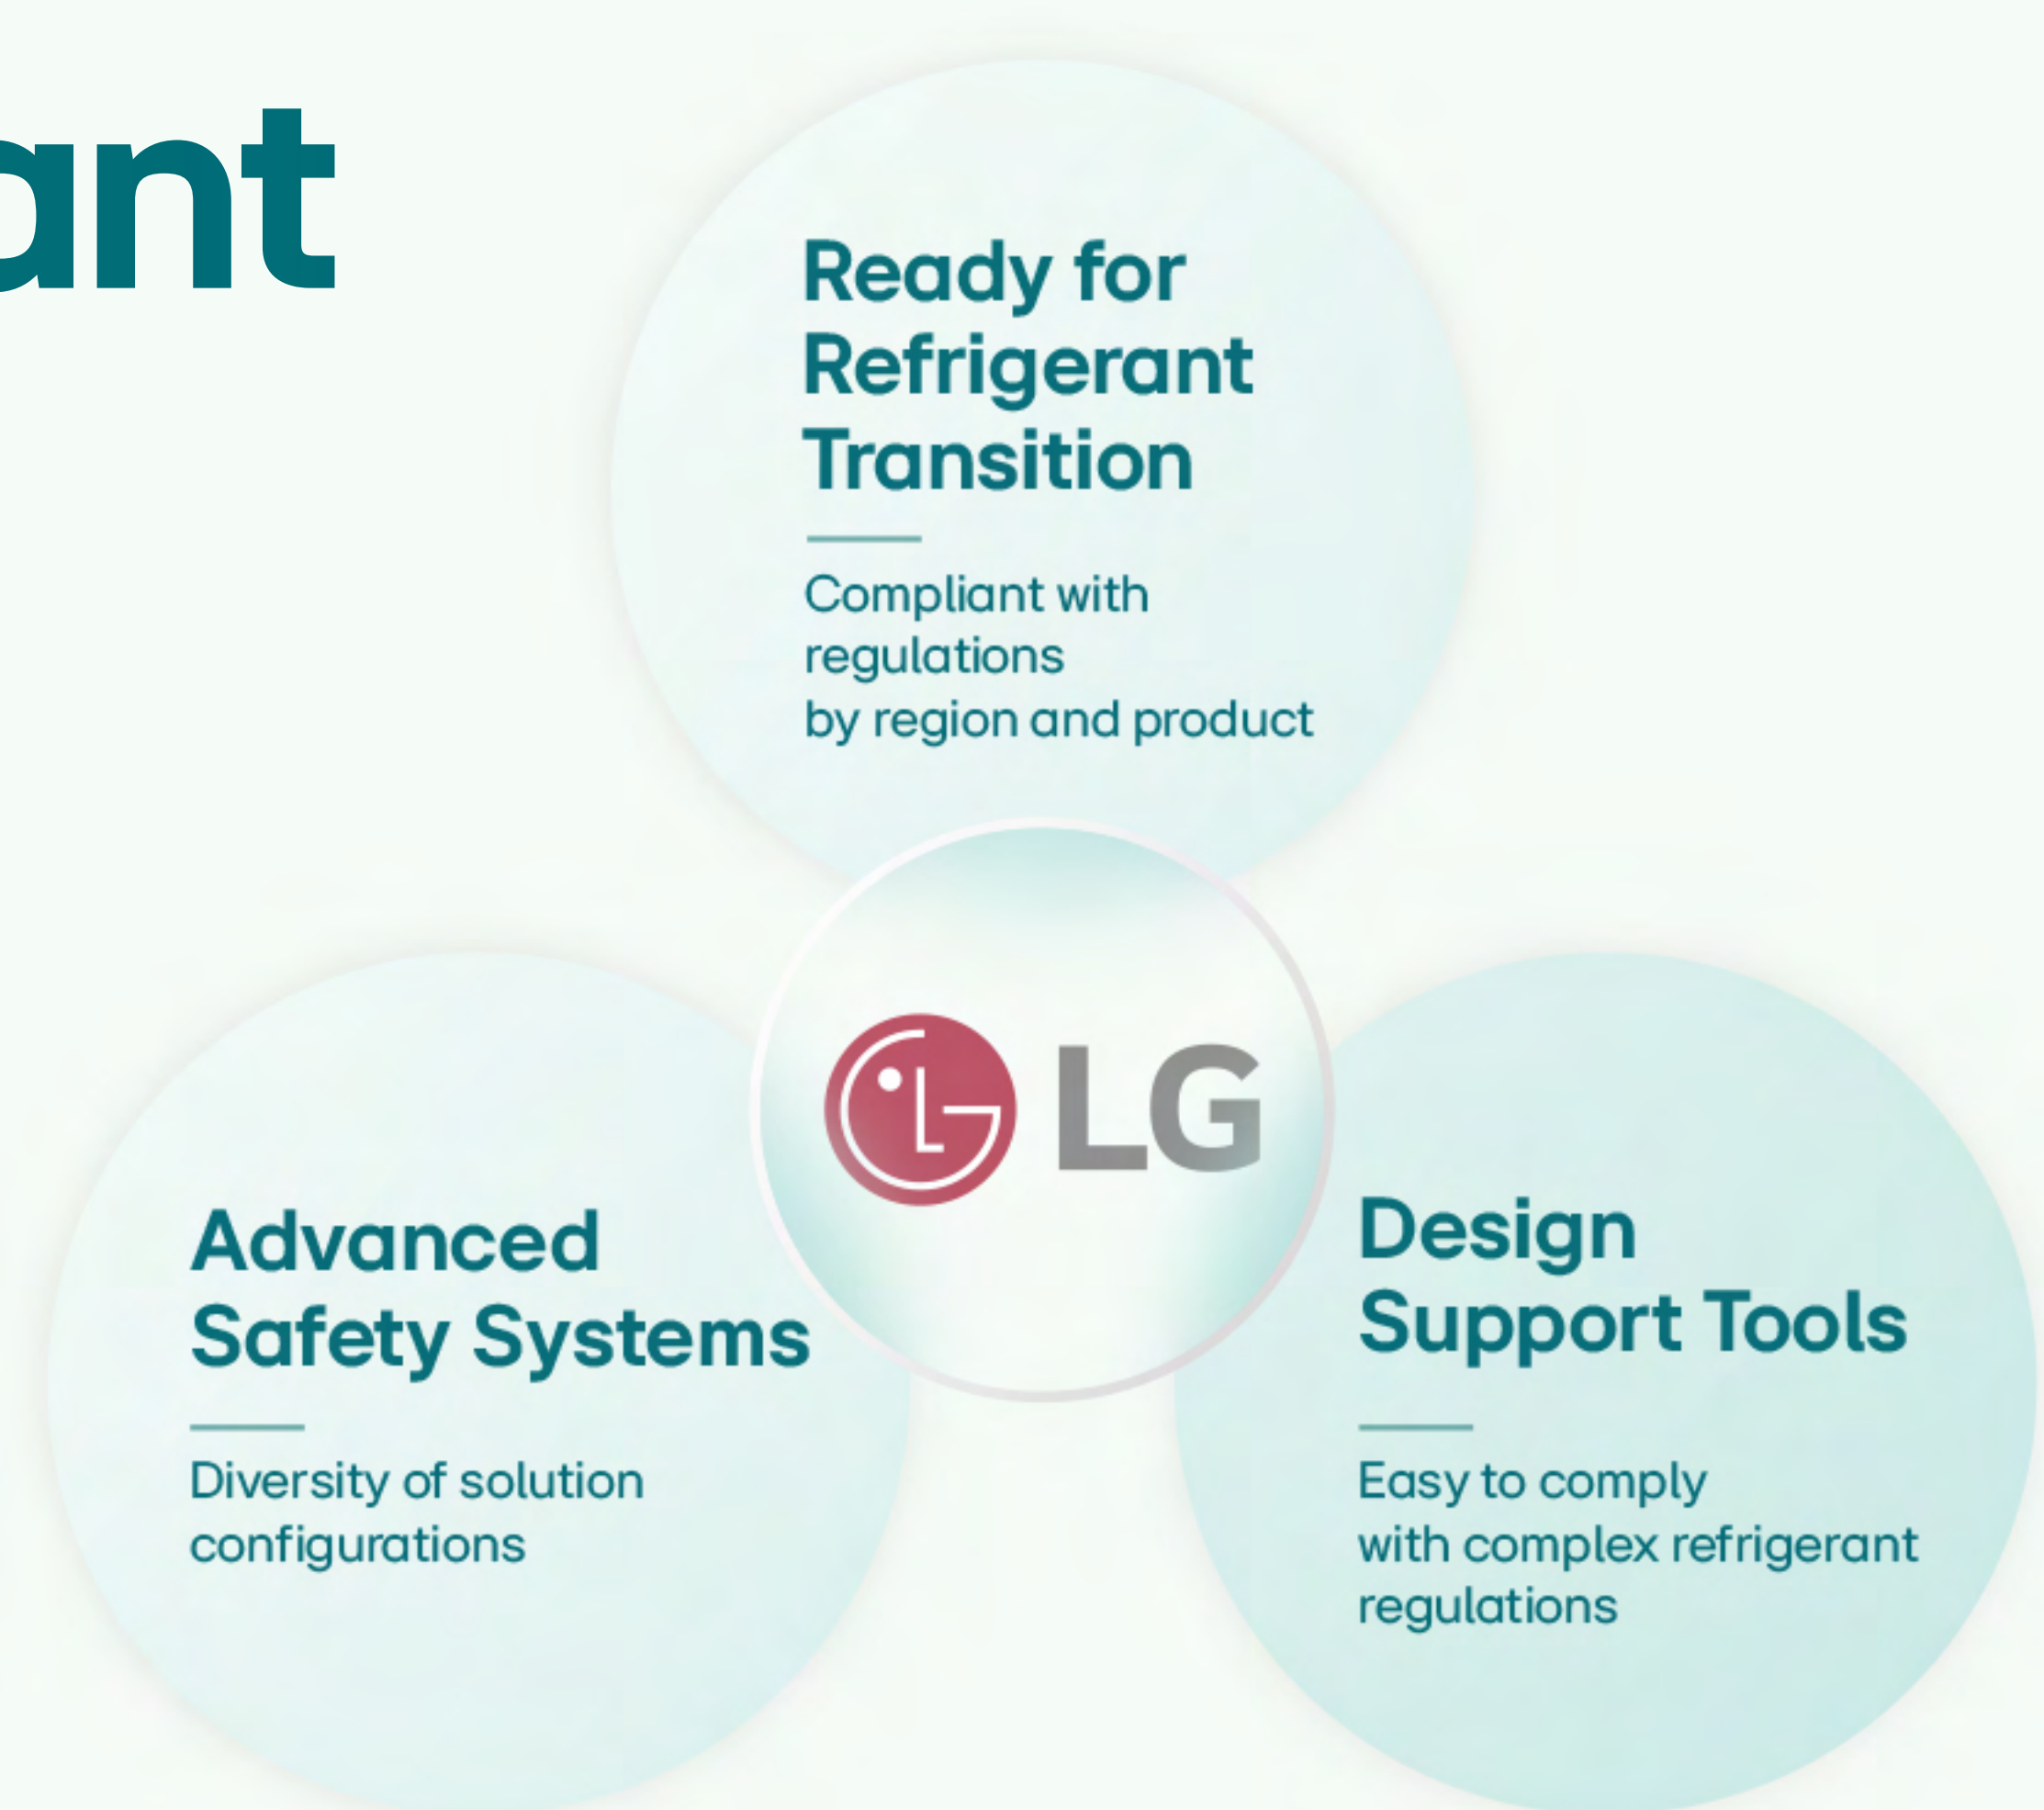 ant
Ready for
Refrigerant
Transition
Compliant with
regulations
by region and product
LG
Advanced
Safety Systems
Diversity of solution
configurations
Design
Support Tools
Easy to comply
with complex refrigerant
regulations